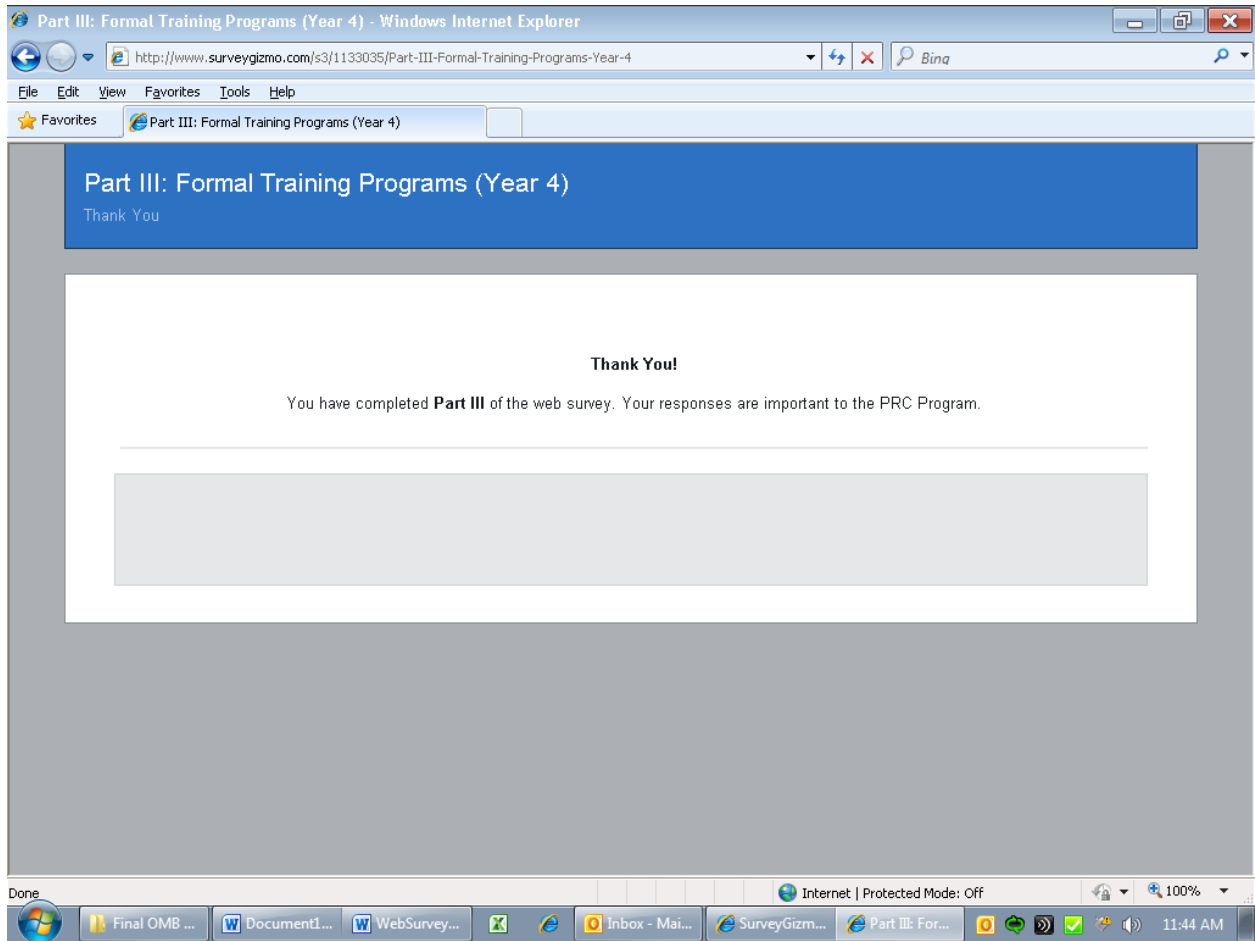 Part III: Formal Training Programs (Year 4) - Windows Internet Explorer
http://www.surveygizmo.com/s3/1133035/Part-III-Formal-Training-Programs-Year-4
Bing
File Edit View Favorites Tools Help
Favorites
Part III: Formal Training Programs (Year 4)
Part III: Formal Training Programs (Year 4)
Thank You
Thank You!
You have completed Part III of the web survey. Your responses are important to the PRC Program.
Done
Internet | Protected Mode: Off
100%
Final OMB ...
Document1...
WebSurvey...
Inbox - Mai...
SurveyGizm...
Part III: For...
11:44 AM